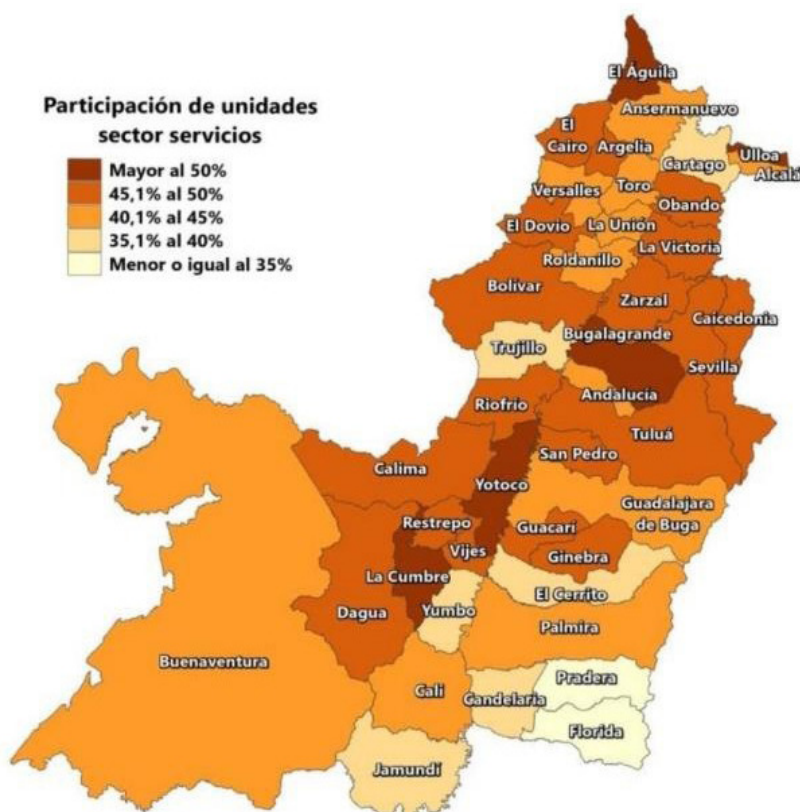 Participación de unidades
sector servicios
Mayor al 50%
45,1% al 50%
40,1% al 45%
35,1% al 40%
Menor o igual al 35%
El Águila
Ansermanuevo
El
Cairo
Argelia
Cartago
Ulloa
Alcalá
Versalles
Toro
Obando
El Dovio
La Unión
La Victoria
Roldanillo
Bolívar
Zarzal
Caicedonia
Bugalagrande
Trujillo
Sevilla
Andalucía
Riofrío
Tuluá
San Pedro
Calima
Yotoco
Guadalajara
de Buga
Restrepo
Guacarí
Vijes
Ginebra
La Cumbre
El Cerrito
Dagua
Yumbo
Palmira
Buenaventura
Cali
Candelaria
Pradera
Florida
Jamundí